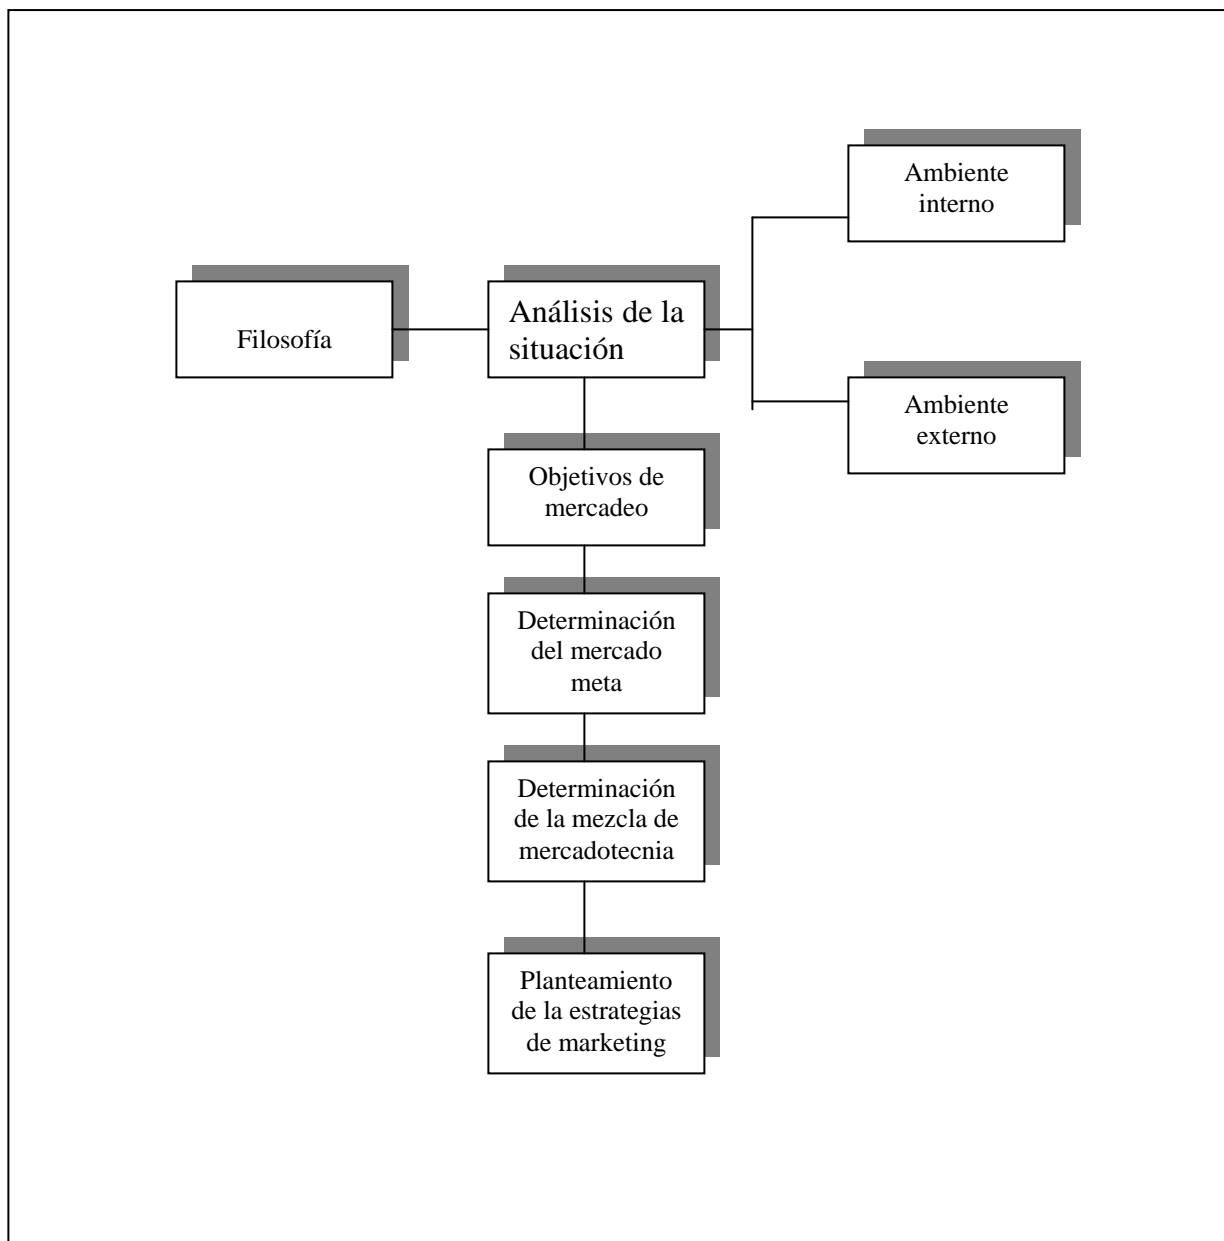 Ambiente
interno
Filosofía
Análisis de la
situación
Ambiente
externo
Objetivos de
mercadeo
Determinación
del mercado
meta
Determinación
de la mezcla de
mercadotecnia
Planteamiento
de la estrategias
de marketing